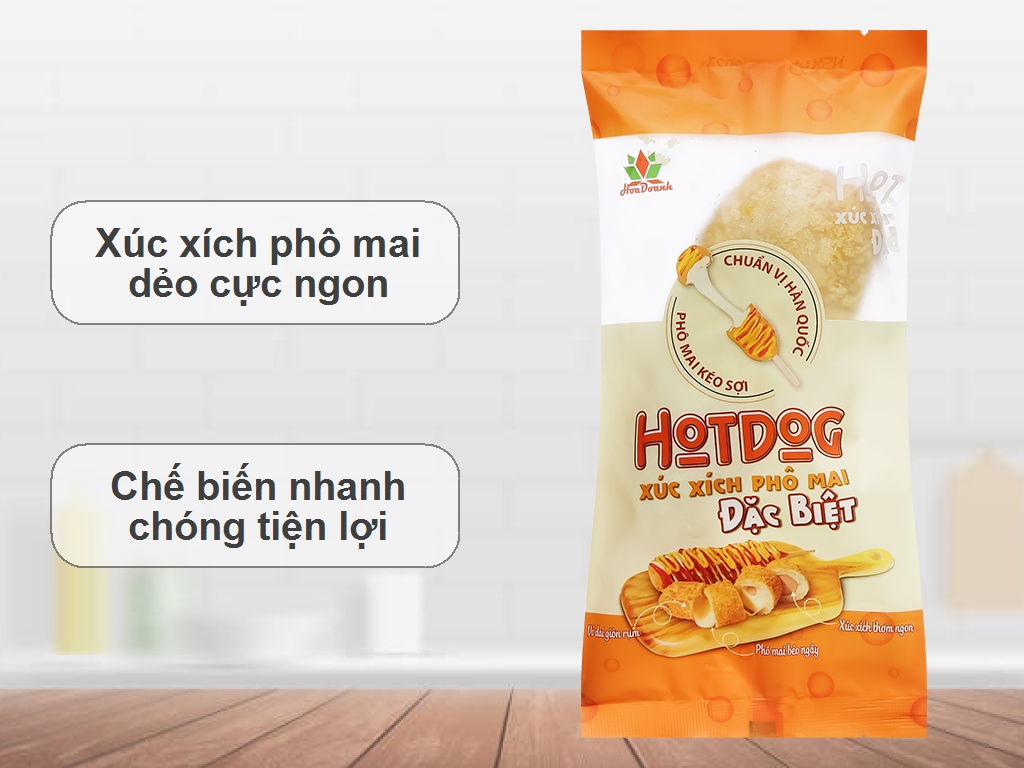 Xúc xích phô mai
dẻo cực ngon
Chế biến nhanh
chóng tiện lợi
HoaDoanh
HOT
XÚC
CHUẨN VỊ HÀN QUỐC
PHÔ MAI KÉO SỢI
HOTDOG
XÚC XÍCH PHÔ MAI
ĐẶC BIỆT
Vỏ dai giòn rụm
Phô mai béo ngậy
Xúc xích thơm ngon